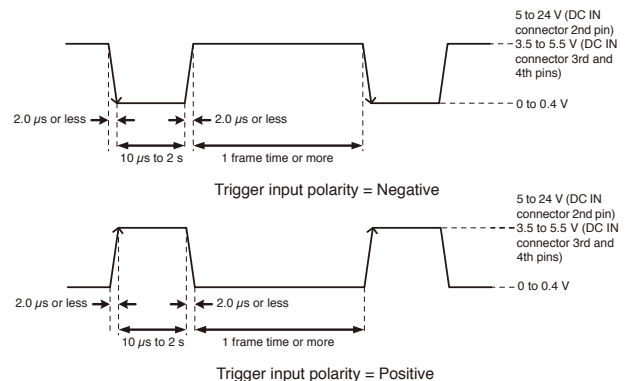 5 to 24 V (DC IN
connector 2nd pin)
3.5 to 5.5 V (DC IN
connector 3rd and
4th pins)
0 to 0.4 V
2.0 µs or less
2.0 µs or less
10 µs to 2 s
1 frame time or more
Trigger input polarity = Negative
5 to 24 V (DC IN
connector 2nd pin)
3.5 to 5.5 V (DC IN
connector 3rd and
4th pins)
0 to 0.4 V
2.0 µs or less
2.0 µs or less
10 µs to 2 s
1 frame time or more
Trigger input polarity = Positive